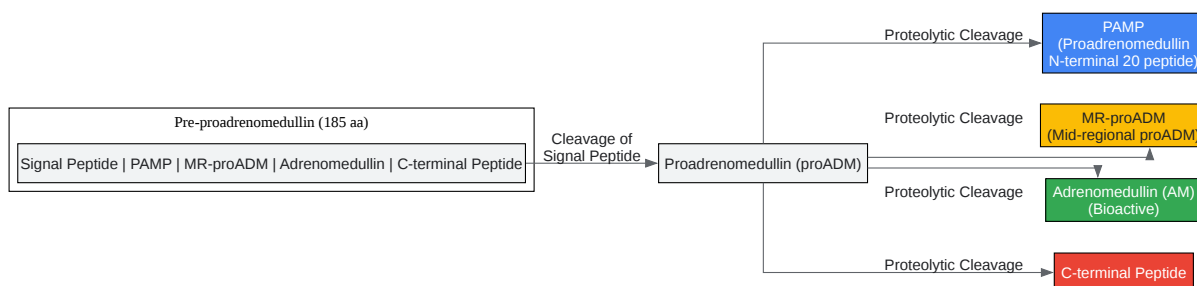 Proteolytic Cleavage
PAMP
(Proadrenomedullin
N-terminal 20 peptide)
Pre-proadrenomedullin (185 aa)
Signal Peptide | PAMP | MR-proADM | Adrenomedullin | C-terminal Peptide
Cleavage of
Signal Peptide
Proadrenomedullin (proADM)
Proteolytic Cleavage
MR-proADM
(Mid-regional proADM)
Proteolytic Cleavage
Adrenomedullin (AM)
(Bioactive)
Proteolytic Cleavage
C-terminal Peptide